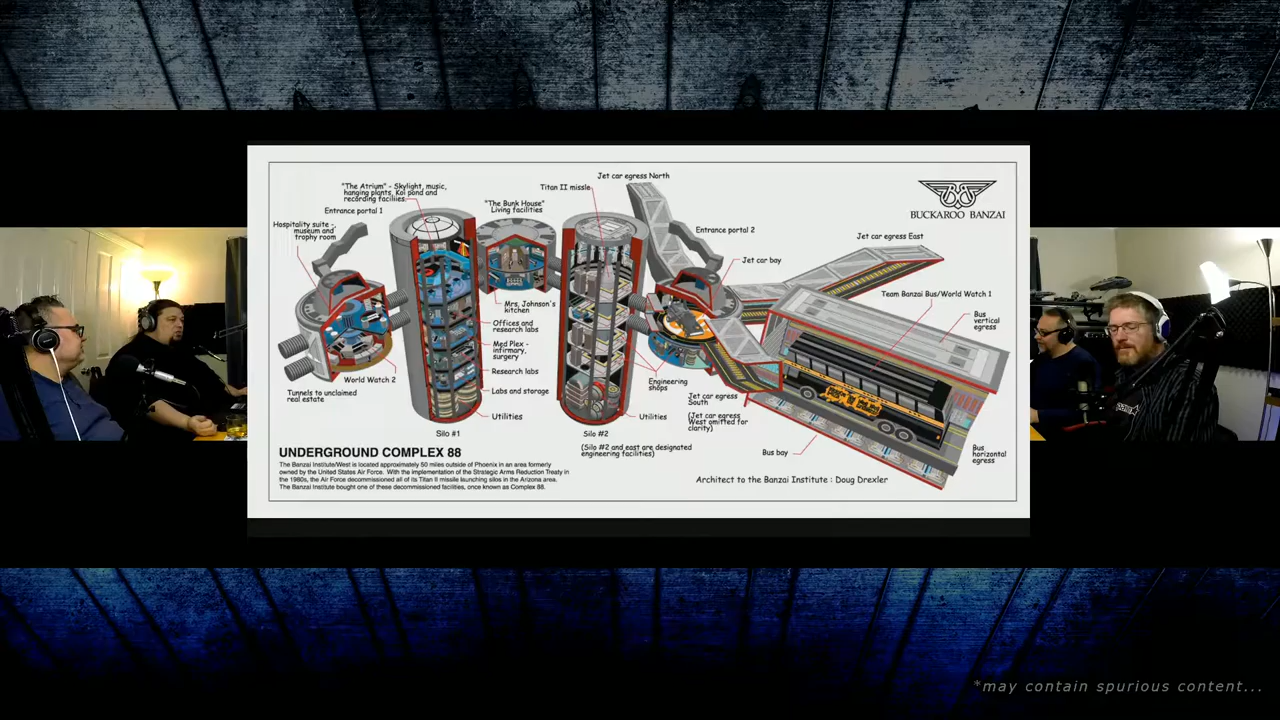 Jet car egress North
"The Atrium" - Skylight, music,
hanging plants, Koi pond and
recording faciliies.
Titan II missle
BUCKAROO BANZAI
"The Bunk House"
Living facilities
Entrance portal 1
Hospitality suite -,
museum and
trophy room
Entrance portal 2
Jet car egress East
Jet car bay
Team Banzai Bus/World Watch 1
Bus
vertical
egress
Mrs. Johnson's
kitchen
Offices and
research labs
Med Plex -
infirmary,
surgery
Research labs
World Watch 2
Labs and storage
Engineering
shops
Tunnels to unclaimed
real estate
Jet car egress
South
(Jet car egress
West omitted for
clarity)
Utilities
Utilities
Silo #1
Silo #2
(Silo #2 and east are designated
engineering facilities)
Bus bay
Bus
horizontal
egress
UNDERGROUND COMPLEX 88
The Banzai Institute/West is located approximately 50 miles outside of Phoenix in an area formerly
owned by the United States Air Force. With the implementation of the Strategic Arms Reduction Treaty in
the 1980s, the Air Force decommissioned all of its Titan II missile launching silos in the Arizona area.
The Banzai Institute bought one of these decommissioned facilities, once known as Complex 88.
Architect to the Banzai Institute : Doug Drexler
*may contain spurious content...